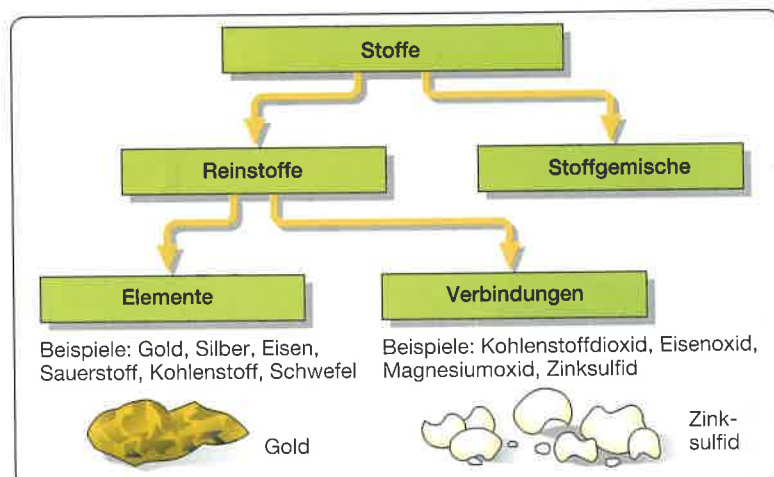 Stoffe
Reinstoffe
Stoffgemische
Elemente
Verbindungen
Beispiele: Gold, Silber, Eisen,
Sauerstoff, Kohlenstoff, Schwefel
Beispiele: Kohlenstoffdioxid, Eisenoxid,
Magnesiumoxid, Zinksulfid
Gold
Zink-
sulfid